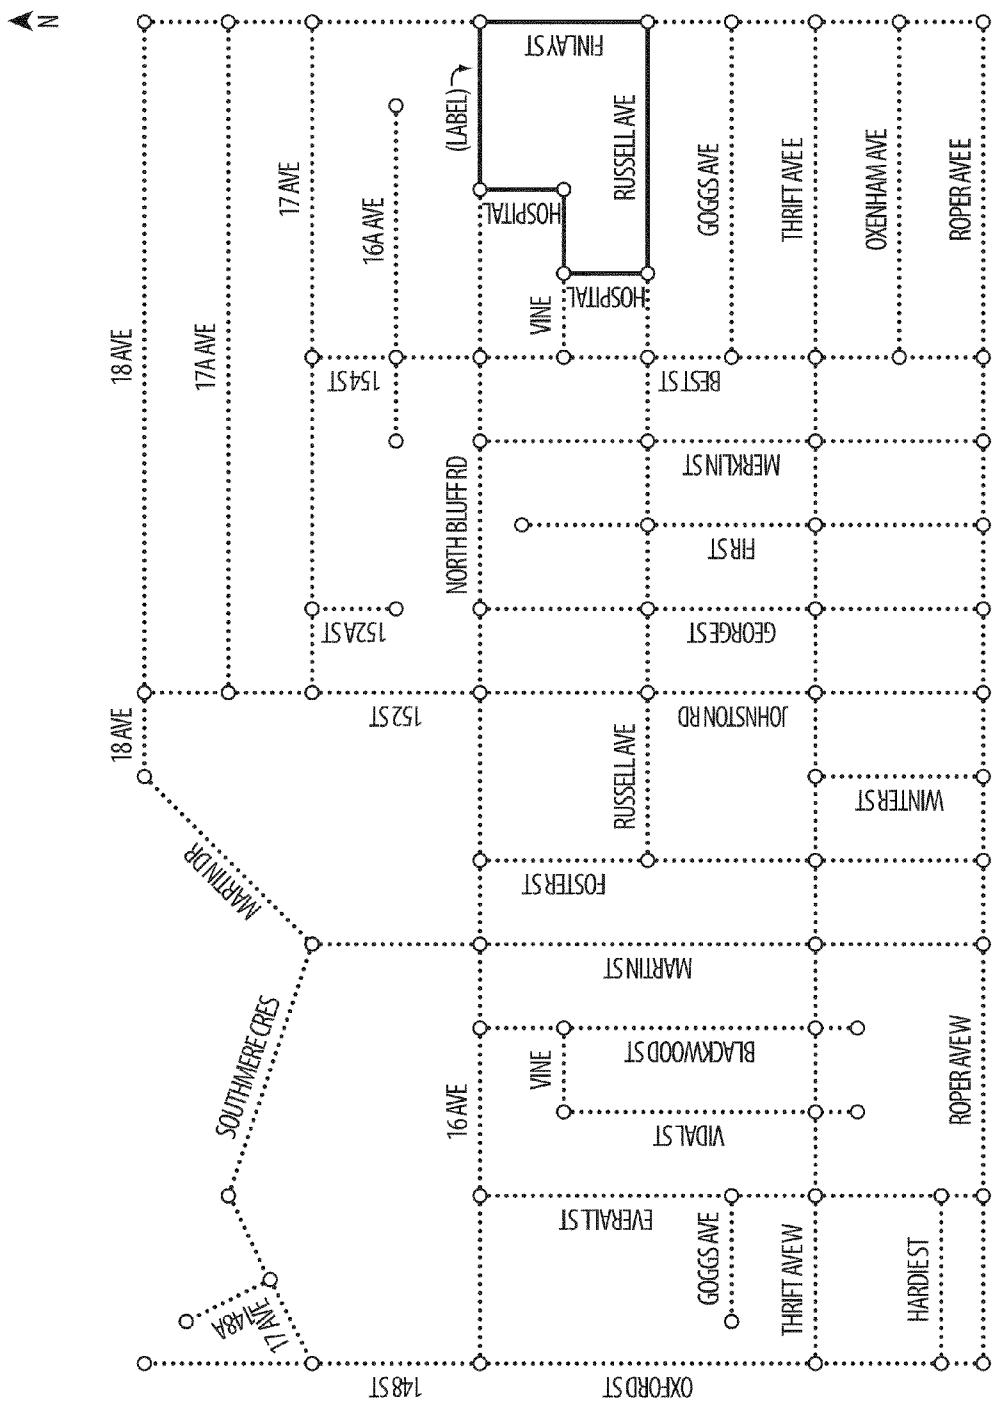 N
FINLAY ST
(LABEL)
RUSSELL AVE
HOSPITAL
HOSPITAL
VINE
17 AVE
16A AVE
GOGGS AVE
THRIFT AVE E
OXENHAM AVE
ROPER AVE E
18 AVE
17A AVE
154 ST
BEST ST
MERKLIN ST
NORTH BLUFF RD
FIR ST
152A ST
GEORGE ST
18 AVE
152 ST
JOHNSTON RD
RUSSELL AVE
WINTER ST
MARTIN DR
FOSTER ST
MARTIN ST
SOUTHMERE CRES
VINE
BLACKWOOD ST
16 AVE
VIDAL ST
ROPER AVE W
EVERALL ST
GOGGS AVE
THRIFT AVE W
HARDIE ST
148A
17 AVE
148 ST
OXFORD ST